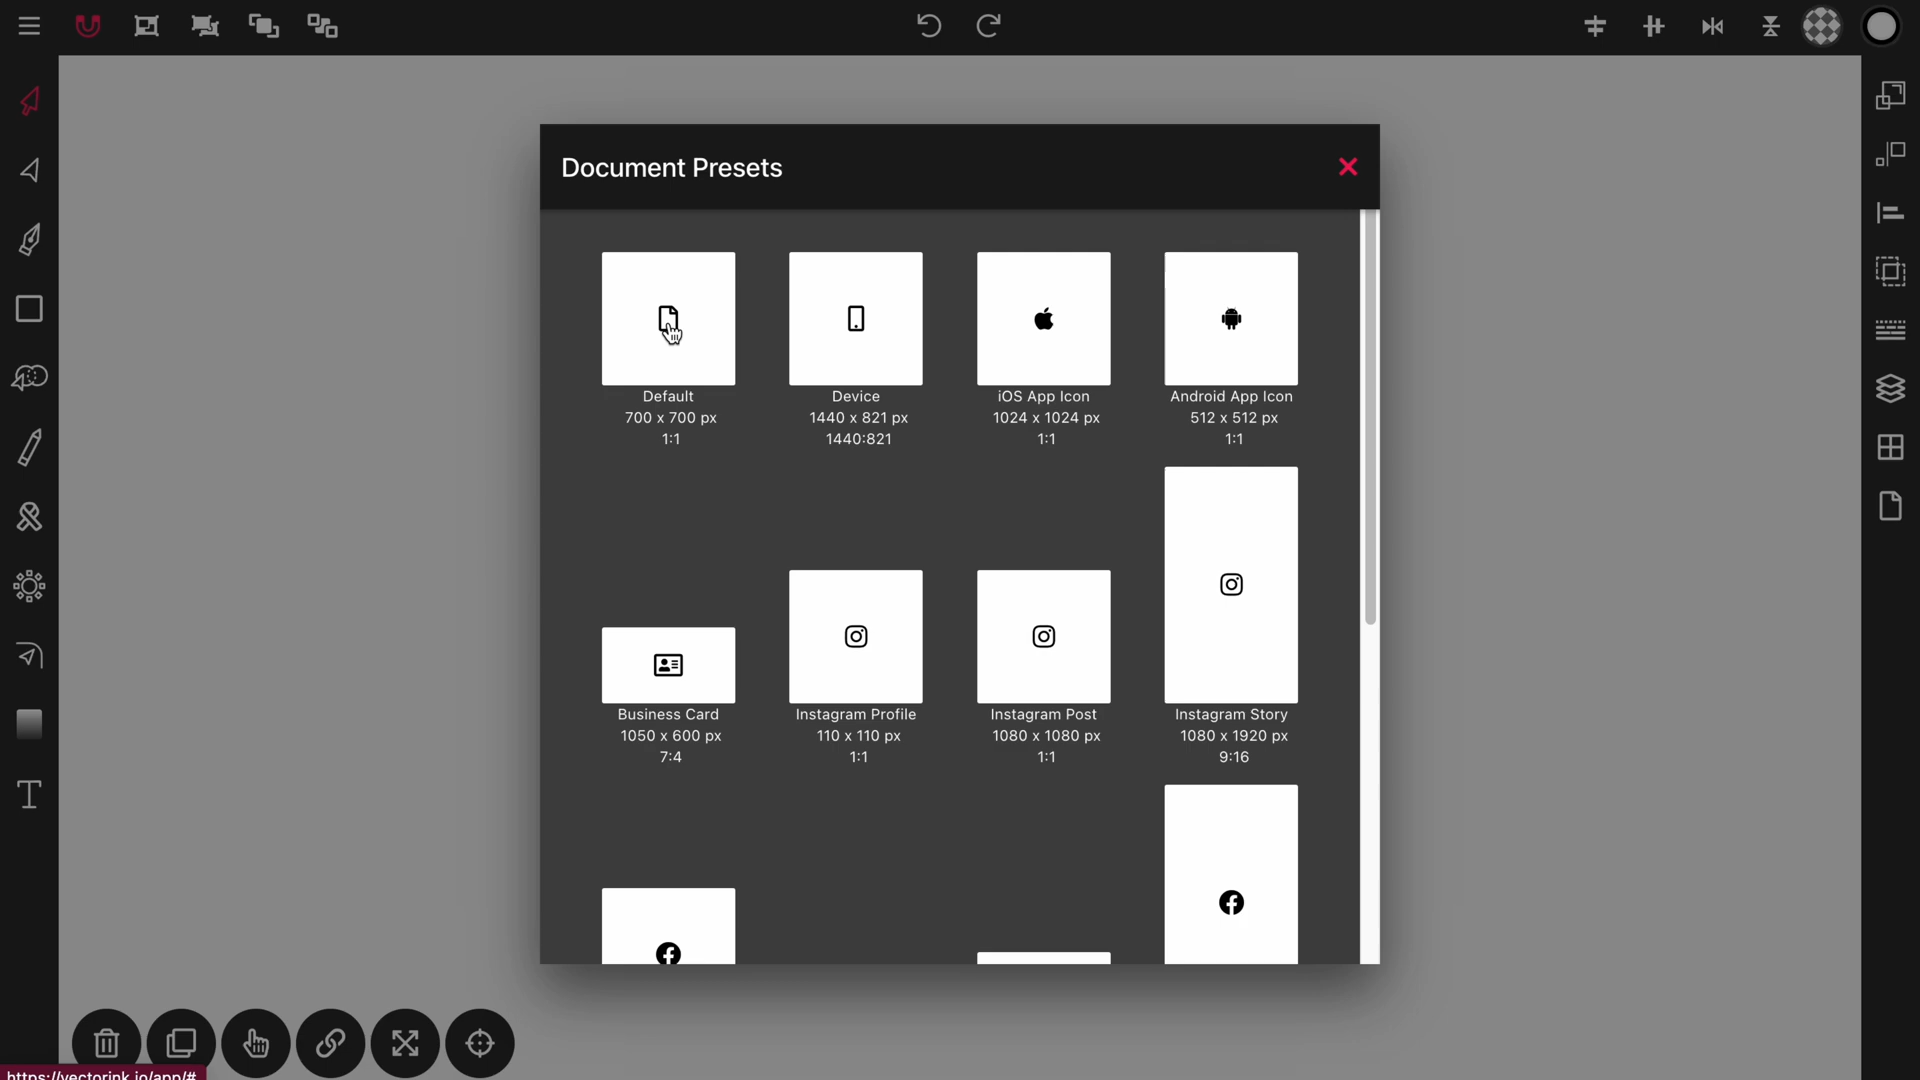 Document Presets
Default
700 x 700 px
1:1
Device
1440 x 821 px
1440:821
iOS App Icon
1024 x 1024 px
1:1
Android App Icon
512 x 512 px
1:1
Business Card
1050 x 600 px
7:4
Instagram Profile
110 x 110 px
1:1
Instagram Post
1080 x 1080 px
1:1
Instagram Story
1080 x 1920 px
9:16
https://vectorink.io/app/#